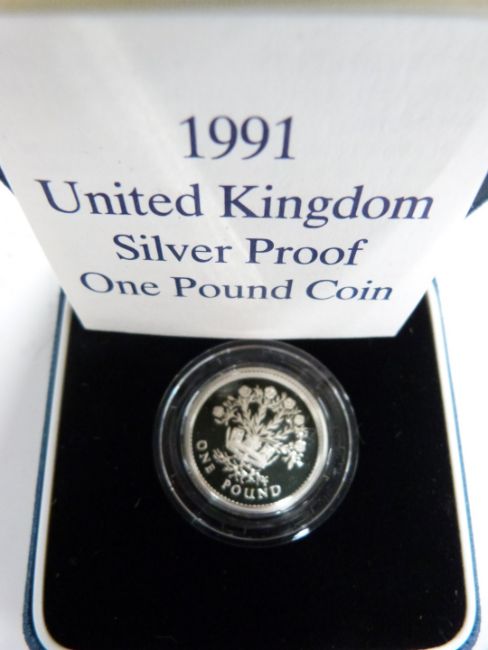 1991
United Kingdom
Silver Proof
One Pound Coin
ONE POUND